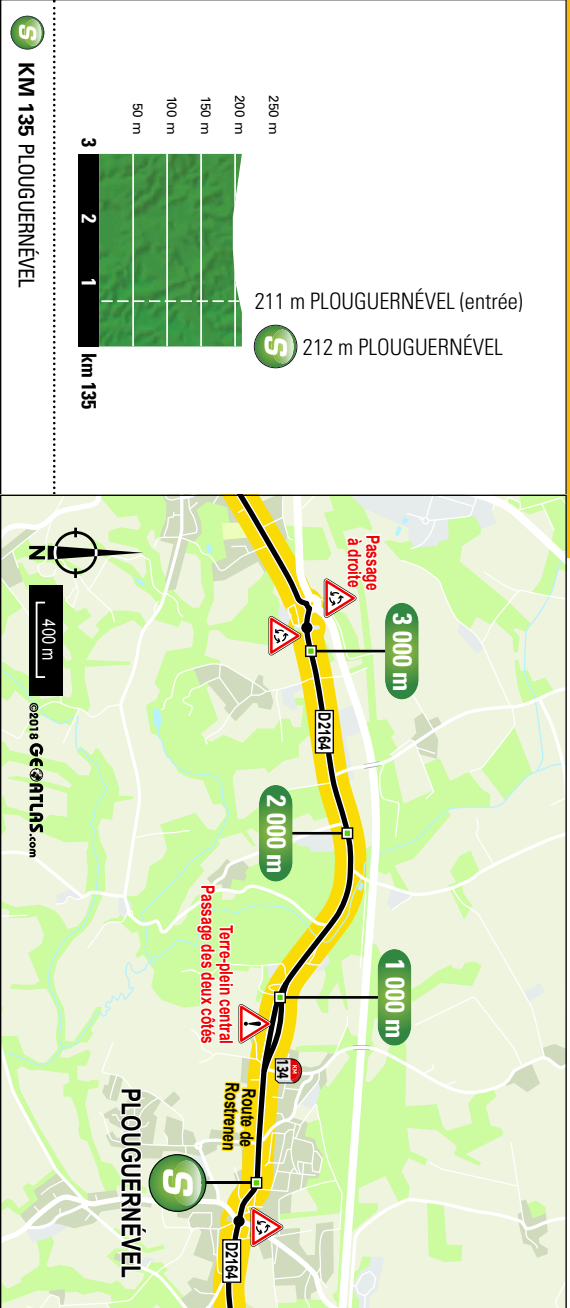 S KM 135 PLOUGUERNÉVEL
250 m
200 m
150 m
100 m
50 m
3
2
1
km 135
211 m PLOUGUERNÉVEL (entrée)
S 212 m PLOUGUERNÉVEL
Passage
à droite
3 000 m
D2164
2 000 m
1 000 m
Terre-plein central
Passage des deux côtés
KM
134
Route de
Rostrenen
S
PLOUGUERNÉVEL
D2164
N
400 m
©2018 GEOATLAS.com